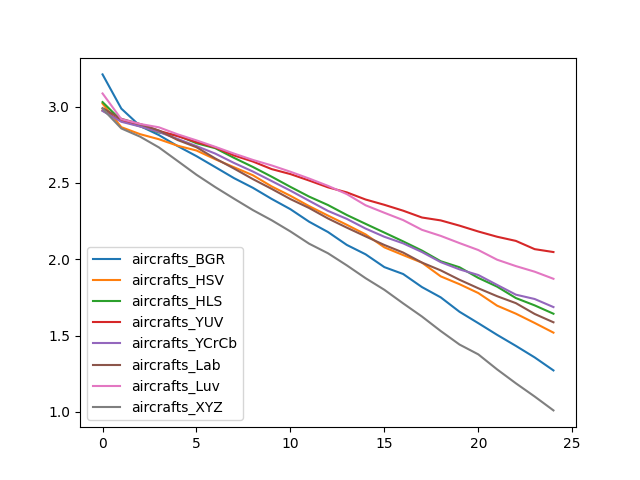 3.0
2.5
2.0
1.5
1.0
aircrafts_BGR
aircrafts_HSV
aircrafts_HLS
aircrafts_YUV
aircrafts_YCrCb
aircrafts_Lab
aircrafts_Luv
aircrafts_XYZ
0 5 10 15 20 25